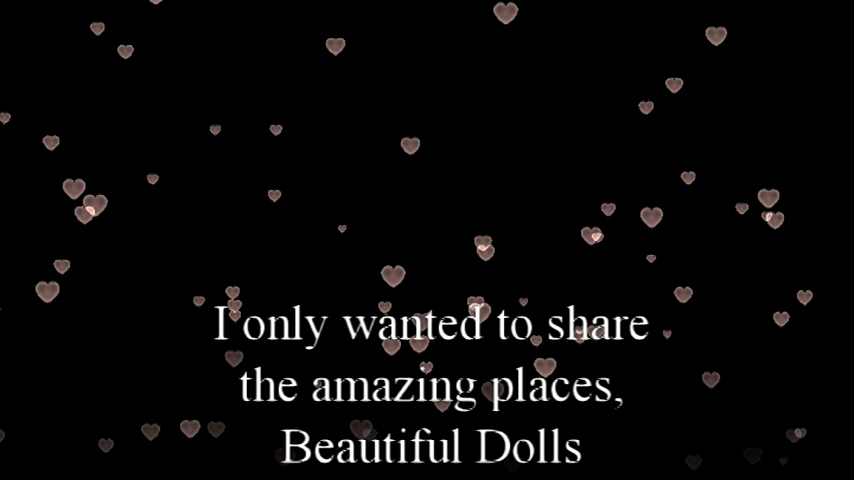 I only wanted to share
the amazing places,
Beautiful Dolls